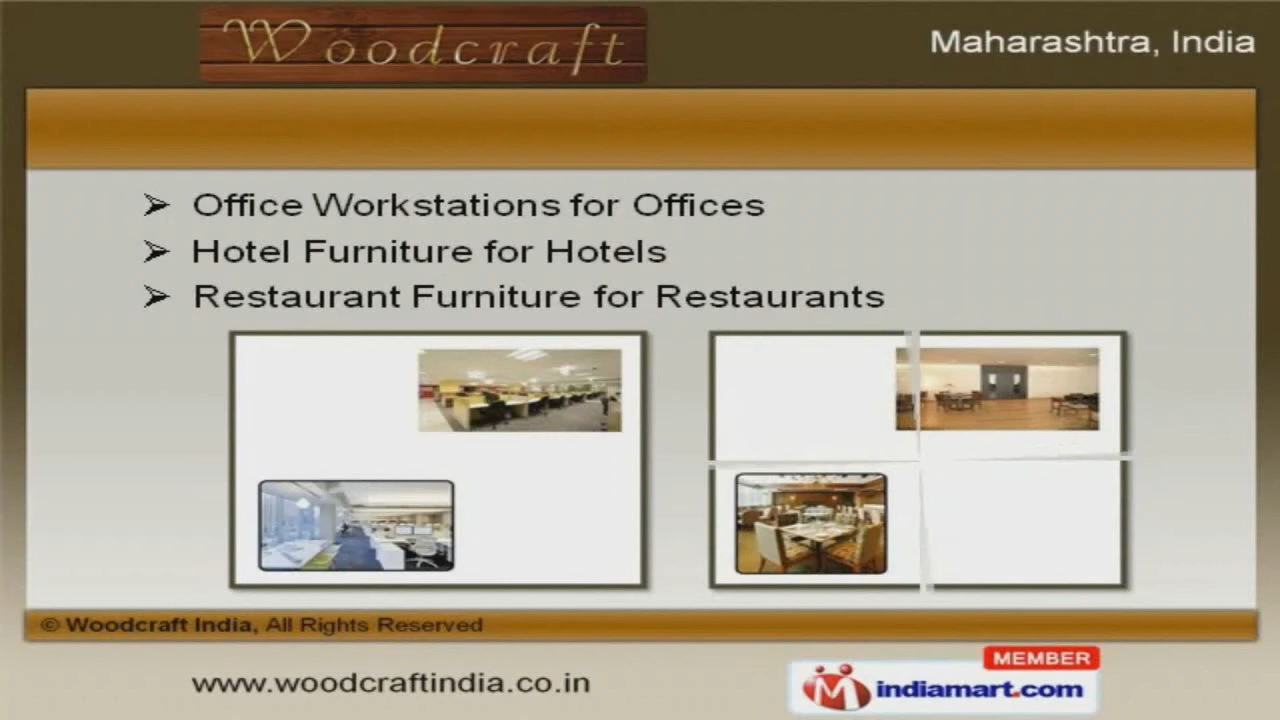 Woodcraft
Maharashtra, India
➢ Office Workstations for Offices
➢ Hotel Furniture for Hotels
➢ Restaurant Furniture for Restaurants
© Woodcraft India, All Rights Reserved
www.woodcraftindia.co.in
MEMBER
indiamart.com